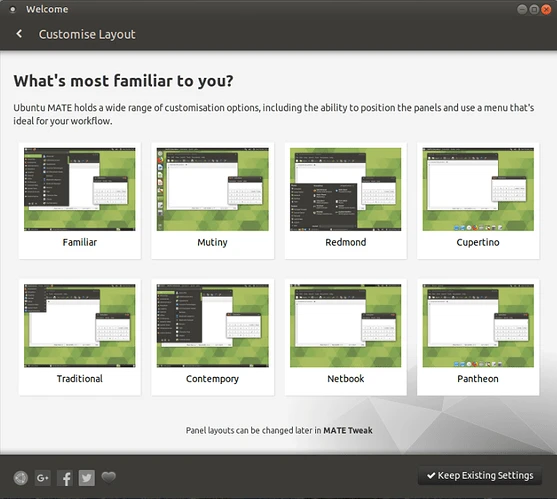 Welcome
Customise Layout
What's most familiar to you?
Ubuntu MATE holds a wide range of customisation options, including the ability to position the panels and use a menu that's
ideal for your workflow.
Familiar
Mutiny
Redmond
Cupertino
Traditional
Contempory
Netbook
Pantheon
Panel layouts can be changed later in MATE Tweak
G+
f
Keep Existing Settings